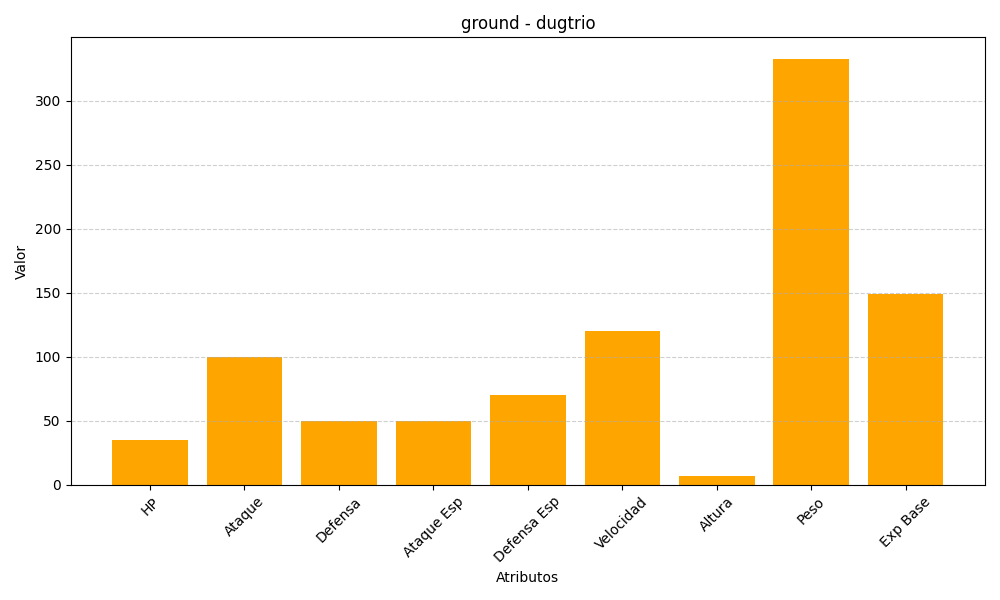 ground - dugtrio
Valor
300
250
200
150
100
50
0
HP
Ataque
Defensa
Ataque Esp
Defensa Esp
Velocidad
Altura
Peso
Exp Base
Atributos